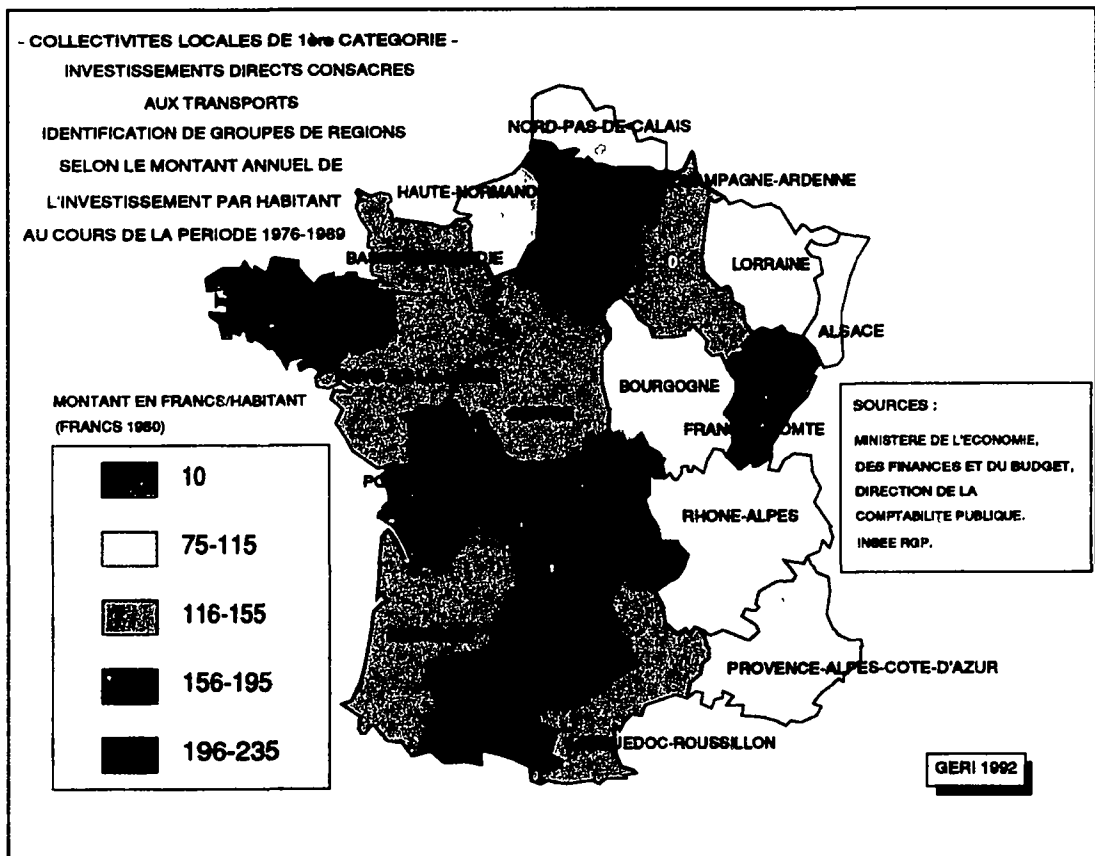 - COLLECTIVITES LOCALES DE 1ère CATEGORIE -
INVESTISSEMENTS DIRECTS CONSACRES
AUX TRANSPORTS
IDENTIFICATION DE GROUPES DE REGIONS
SELON LE MONTANT ANNUEL DE
L'INVESTISSEMENT PAR HABITANT
AU COURS DE LA PERIODE 1976-1989
NORD-PAS-DE-CALAIS
HAUTE-NORMAND
AMPAGNE-ARDENNE
LORRAINE
ALSACE
BOURGOGNE
RHONE-ALPES
PROVENCE-ALPES-COTE-D'AZUR
UEDOC-ROUSSILLON
MONTANT EN FRANCS/HABITANT
(FRANCS 1980)
10
75-115
116-155
156-195
196-235
SOURCES :
MINISTERE DE L'ECONOMIE,
DES FINANCES ET DU BUDGET,
DIRECTION DE LA
COMPTABILITE PUBLIQUE.
INSEE RGP.
GERI 1992